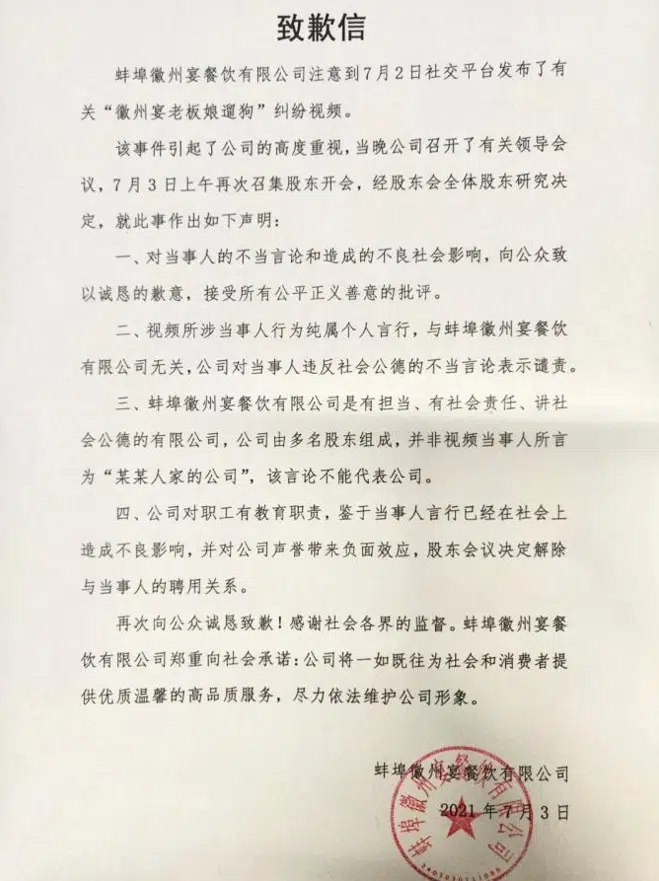 致歉信
蚌埠徽州宴餐饮有限公司注意到7月2日社交平台发布了有
关“徽州宴老板娘遛狗”纠纷视频。
该事件引起了公司的高度重视,当晚公司召开了有关领导会
议,7月3日上午再次召集股东开会,经股东会全体股东研究决
定,就此事作出如下声明:
一、对当事人的不当言论和造成的不良社会影响,向公众致
以诚恳的歉意,接受所有公平正义善意的批评。
二、视频所涉当事人行为纯属个人言行,与蚌埠徽州宴餐饮
有限公司无关,公司对当事人违反社会公德的不当言论表示谴责。
三、蚌埠徽州宴餐饮有限公司是有担当、有社会责任、讲社
会公德的有限公司,公司由多名股东组成,并非视频当事人所言
为“某某人家的公司”,该言论不能代表公司。
四、公司对职工有教育职责,鉴于当事人言行已经在社会上
造成不良影响,并对公司声誉带来负面效应,股东会议决定解除
与当事人的聘用关系。
再次向公众诚恳致歉!感谢社会各界的监督。蚌埠徽州宴餐
饮有限公司郑重向社会承诺:公司将一如既往为社会和消费者提
供优质温馨的高品质服务,尽力依法维护公司形象。
蚌埠徽州宴餐饮有限公司
2021年7月3日
蚌埠徽州宴餐饮有限公司